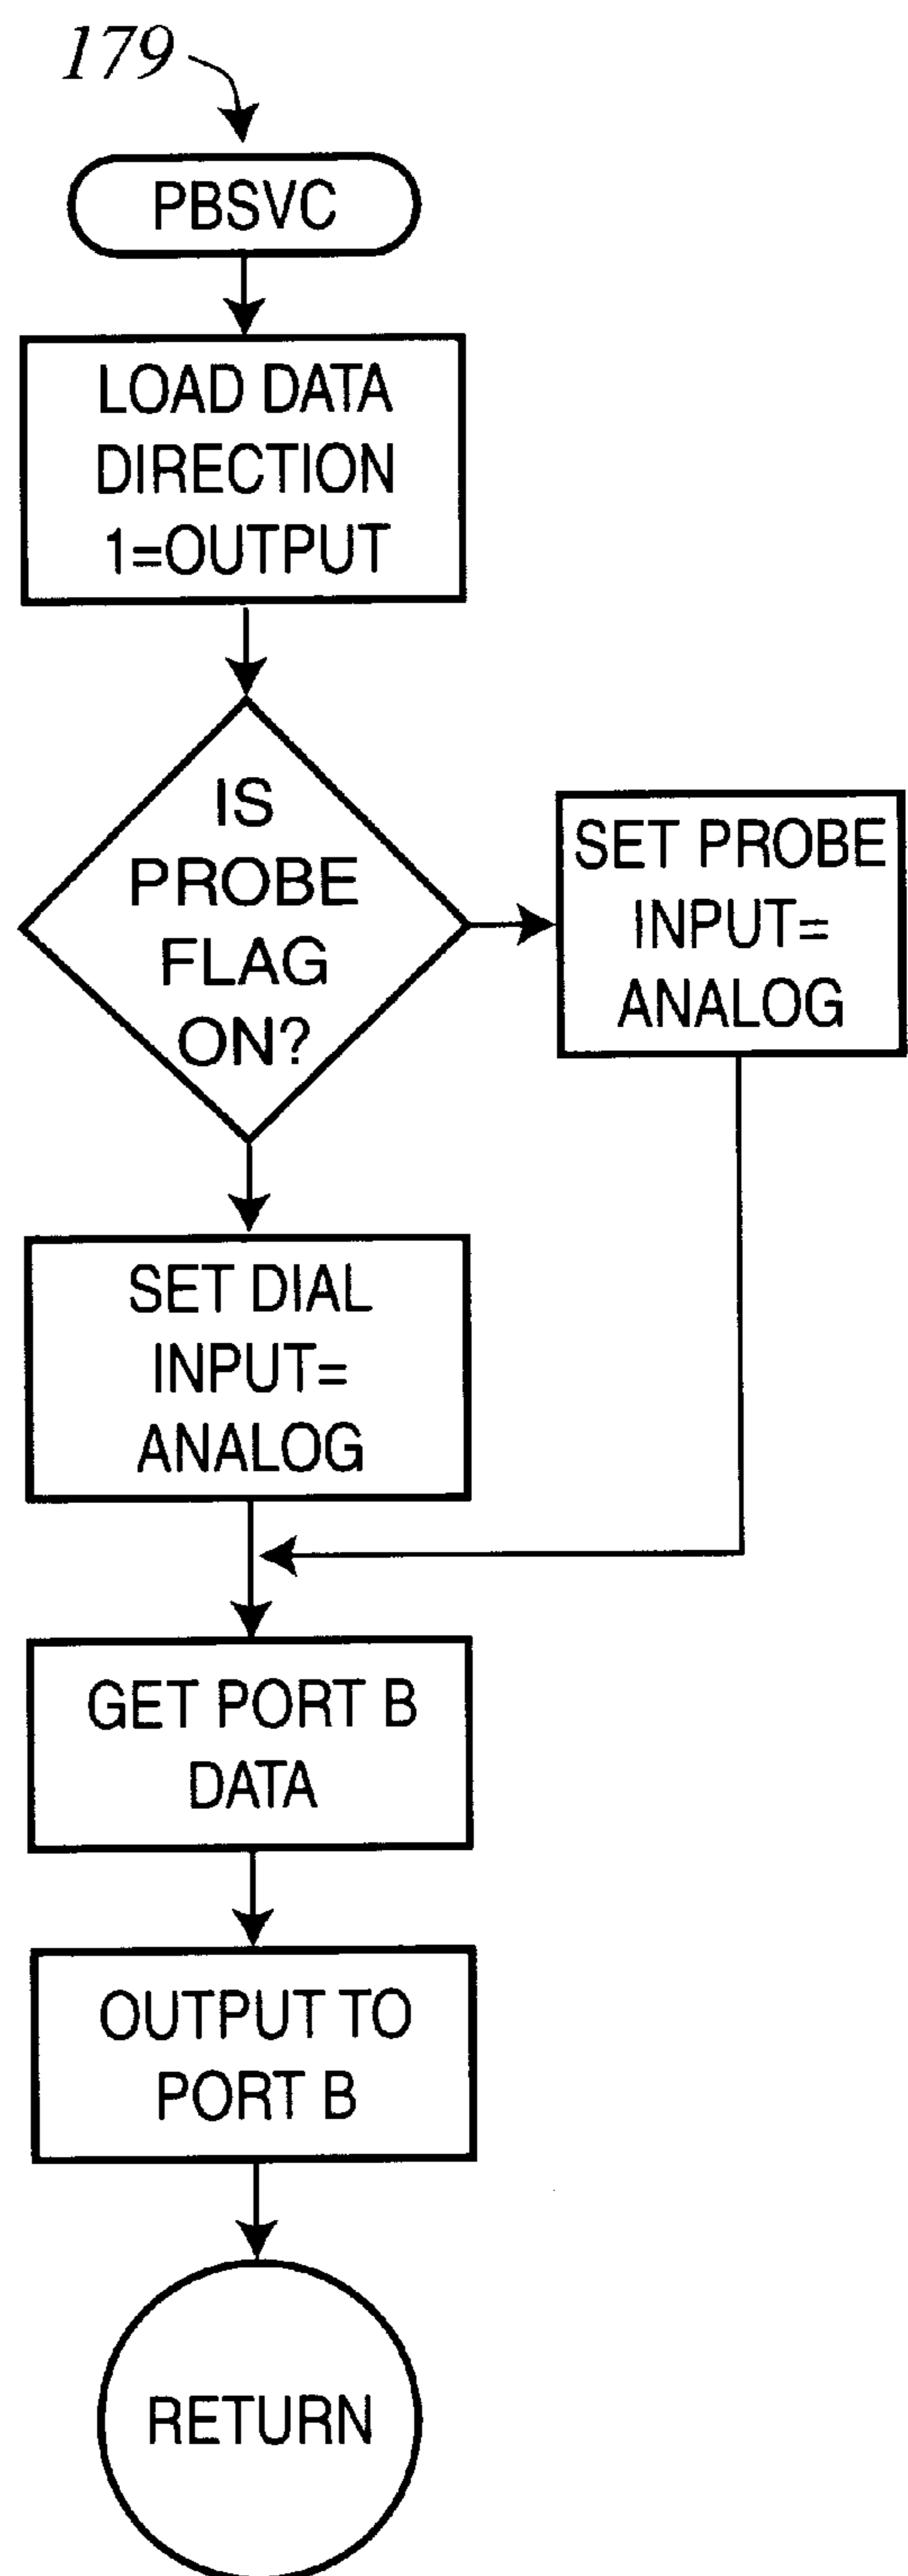 179
PBSVC
LOAD DATA
DIRECTION
1=OUTPUT
IS
PROBE
FLAG
ON?
SET PROBE
INPUT=
ANALOG
SET DIAL
INPUT=
ANALOG
GET PORT B
DATA
OUTPUT TO
PORT B
RETURN